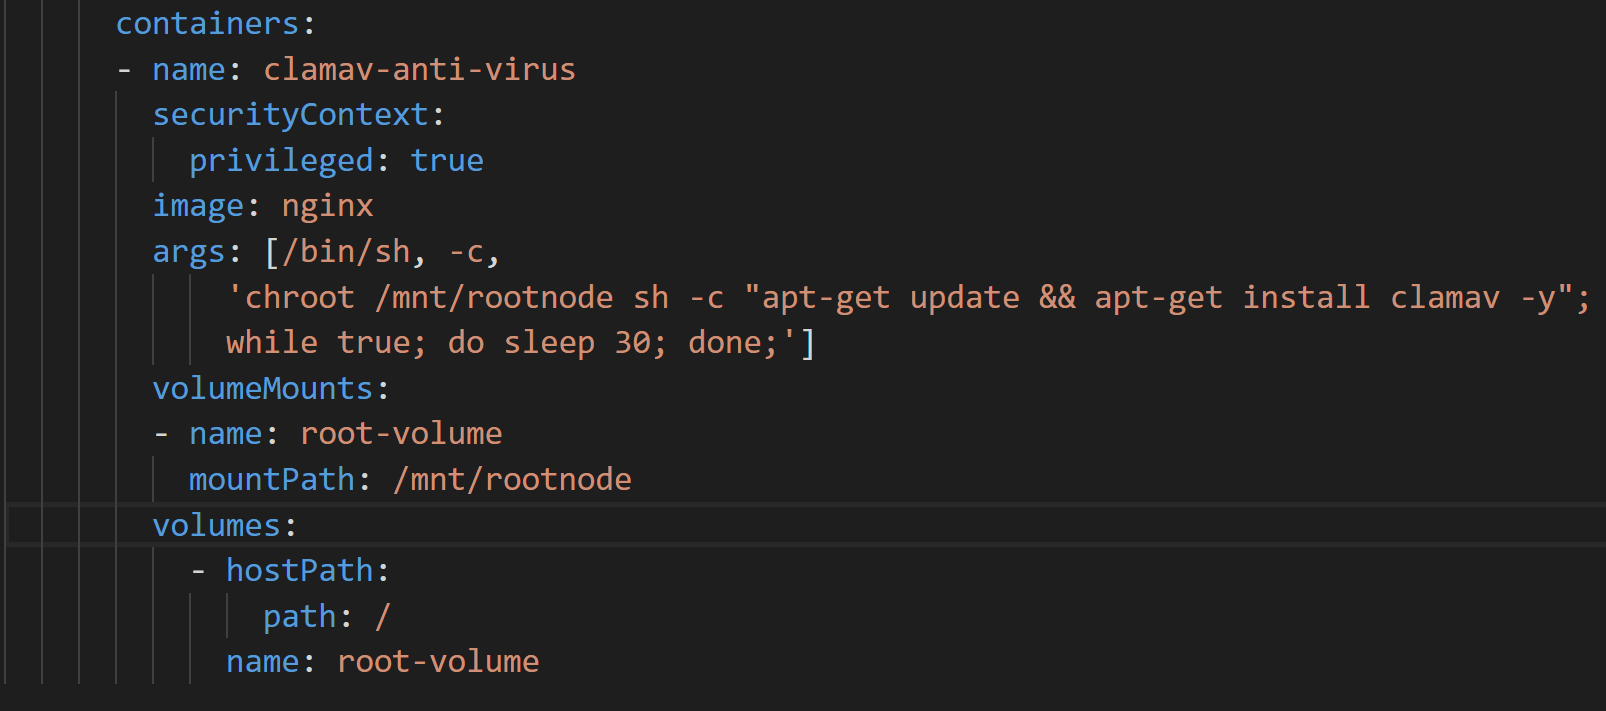 containers:
- name: clamav-anti-virus
securityContext:
privileged: true
image: nginx
args: [/bin/sh, -c,
'chroot /mnt/rootnode sh -c "apt-get update && apt-get install clamav -y";
while true; do sleep 30; done;']
volumeMounts:
- name: root-volume
mountPath: /mnt/rootnode
volumes:
- hostPath:
path: /
name: root-volume